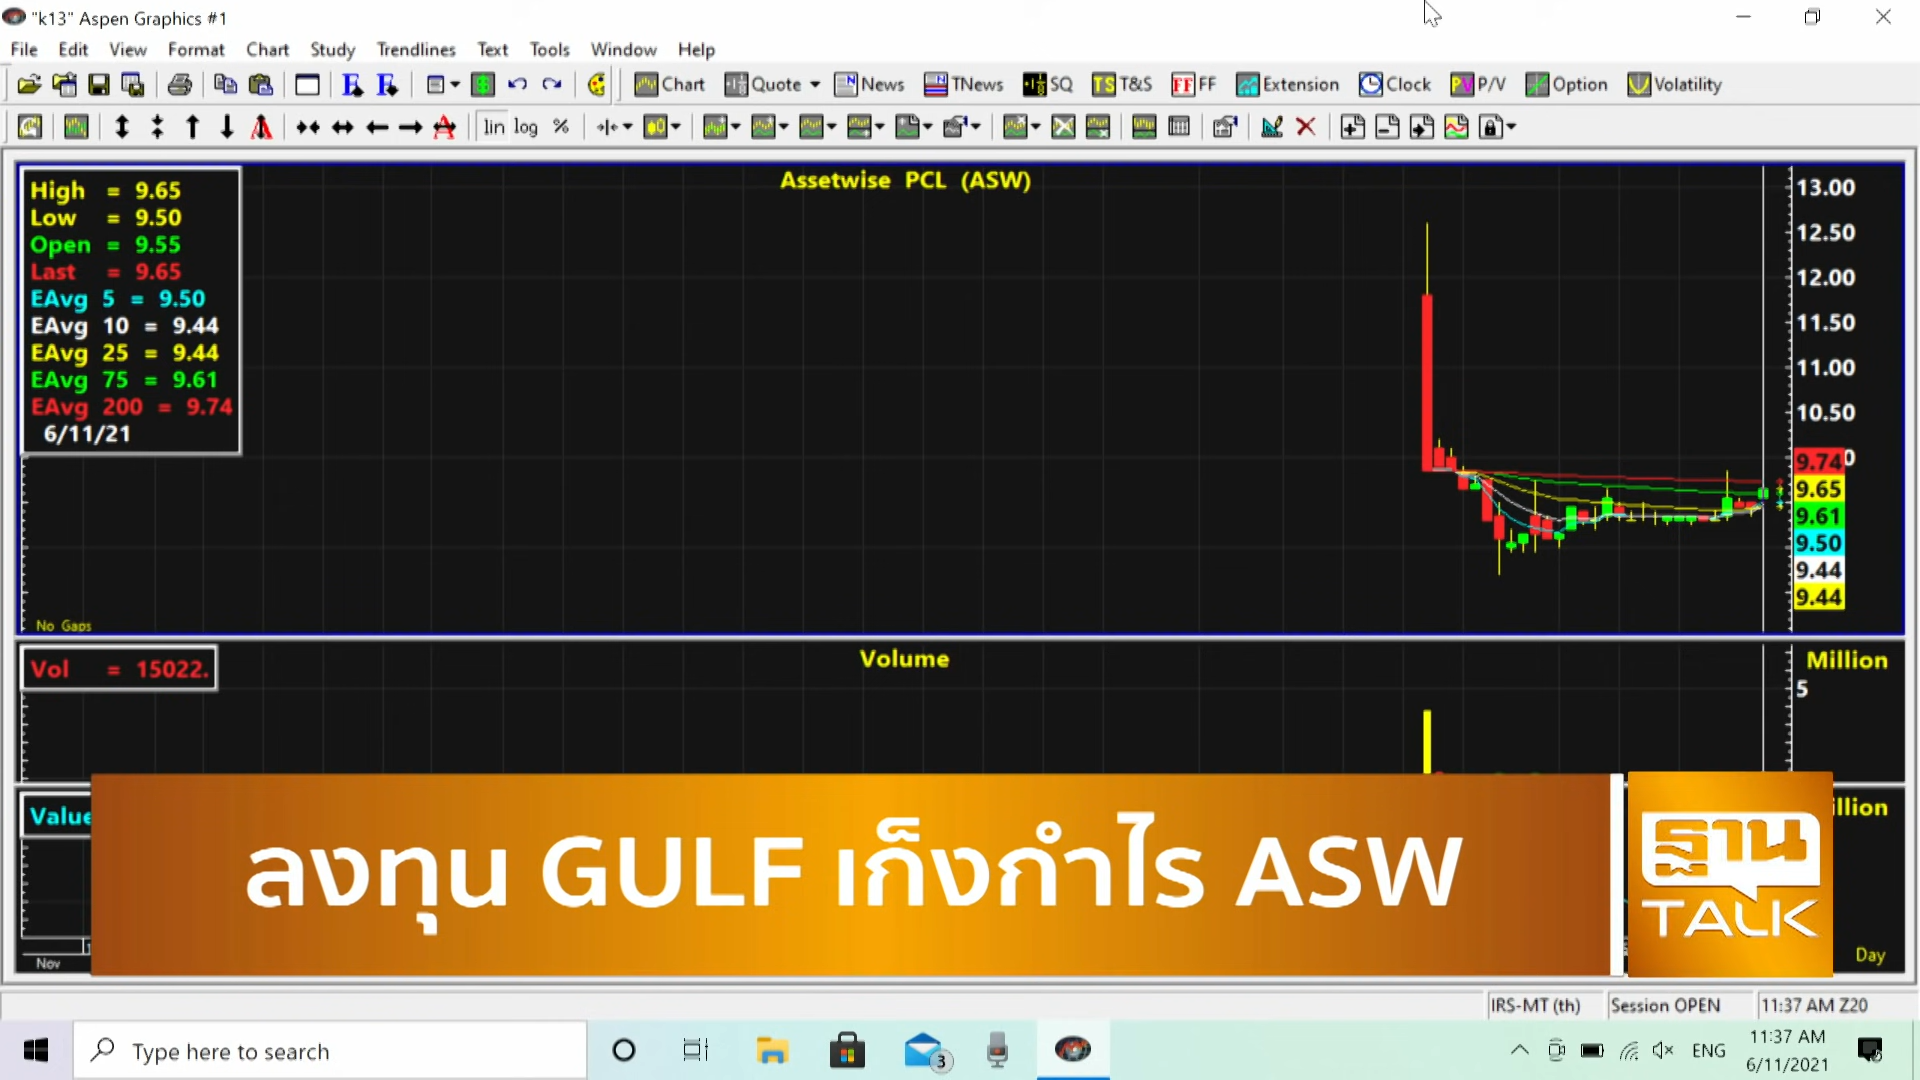 "k13" Aspen Graphics #1
File Edit View Format Chart Study Trendlines Text Tools Window Help
Chart Quote News TNews SQ T&S FF Extension Clock P/V Option Volatility
lin log %
Assetwise PCL (ASW)
High = 9.65
Low = 9.50
Open = 9.55
Last = 9.65
EAvg 5 = 9.50
EAvg 10 = 9.44
EAvg 25 = 9.44
EAvg 75 = 9.61
EAvg 200 = 9.74
6/11/21
13.00
12.50
12.00
11.50
11.00
10.50
9.74
9.65
9.61
9.50
9.44
9.44
No Gaps
Vol = 15022.
Volume
Million
5
Value
illion
ลงทุน GULF เก็งกำไร ASW
ฐาน
TALK
Nov
Day
IRS-MT (th) Session OPEN 11:37 AM Z20
Type here to search
3
ENG
11:37 AM
6/11/2021